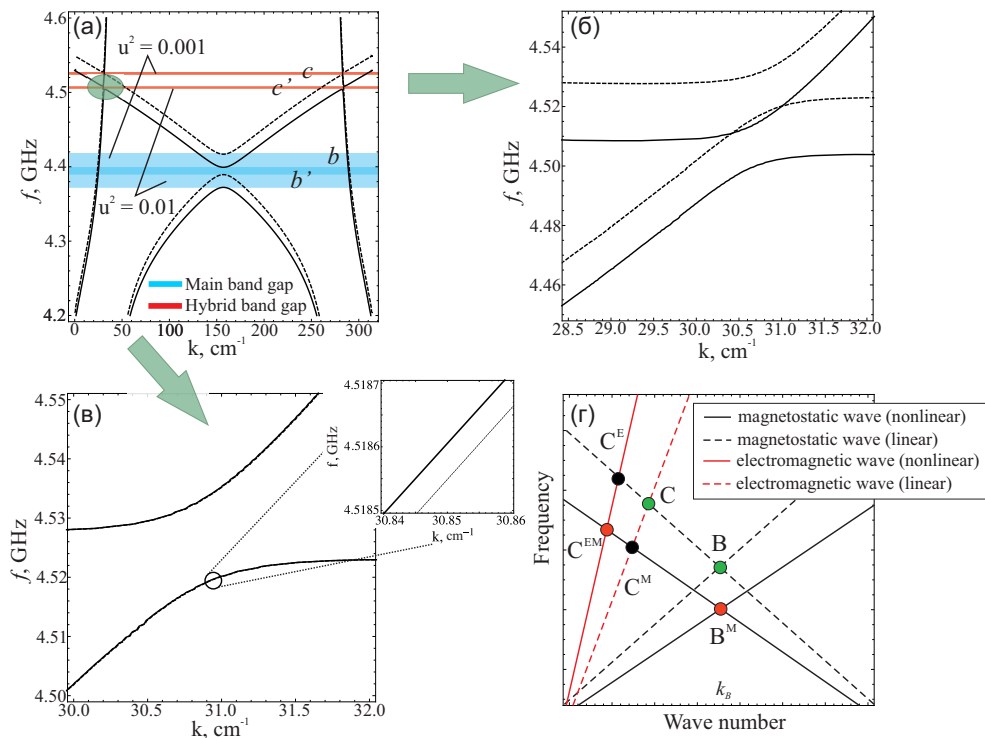 (а)
4.6
4.5
4.4
4.3
4.2
f, GHz
u² = 0.001
c
c'
b
b'
u² = 0.01
Main band gap
Hybrid band gap
0 50 100 150 200 250 300
k, cm⁻¹
(б)
4.54
4.52
4.50
4.48
4.46
f, GHz
28.5 29.0 29.5 30.0 30.5 31.0 31.5 32.0
k, cm⁻¹
(в)
4.55
4.54
4.53
4.52
4.51
4.50
f, GHz
30.0 30.5 31.0 31.5 32.0
k, cm⁻¹
4.5187
4.5186
4.5185
f, GHz
30.84 30.85 30.86
k, cm⁻¹
(г)
magnetostatic wave (nonlinear)
magnetostatic wave (linear)
electromagnetic wave (nonlinear)
electromagnetic wave (linear)
Cᴱ
C
Cᴱᴹ
Cᴹ
B
Bᴹ
k_B
Frequency
Wave number